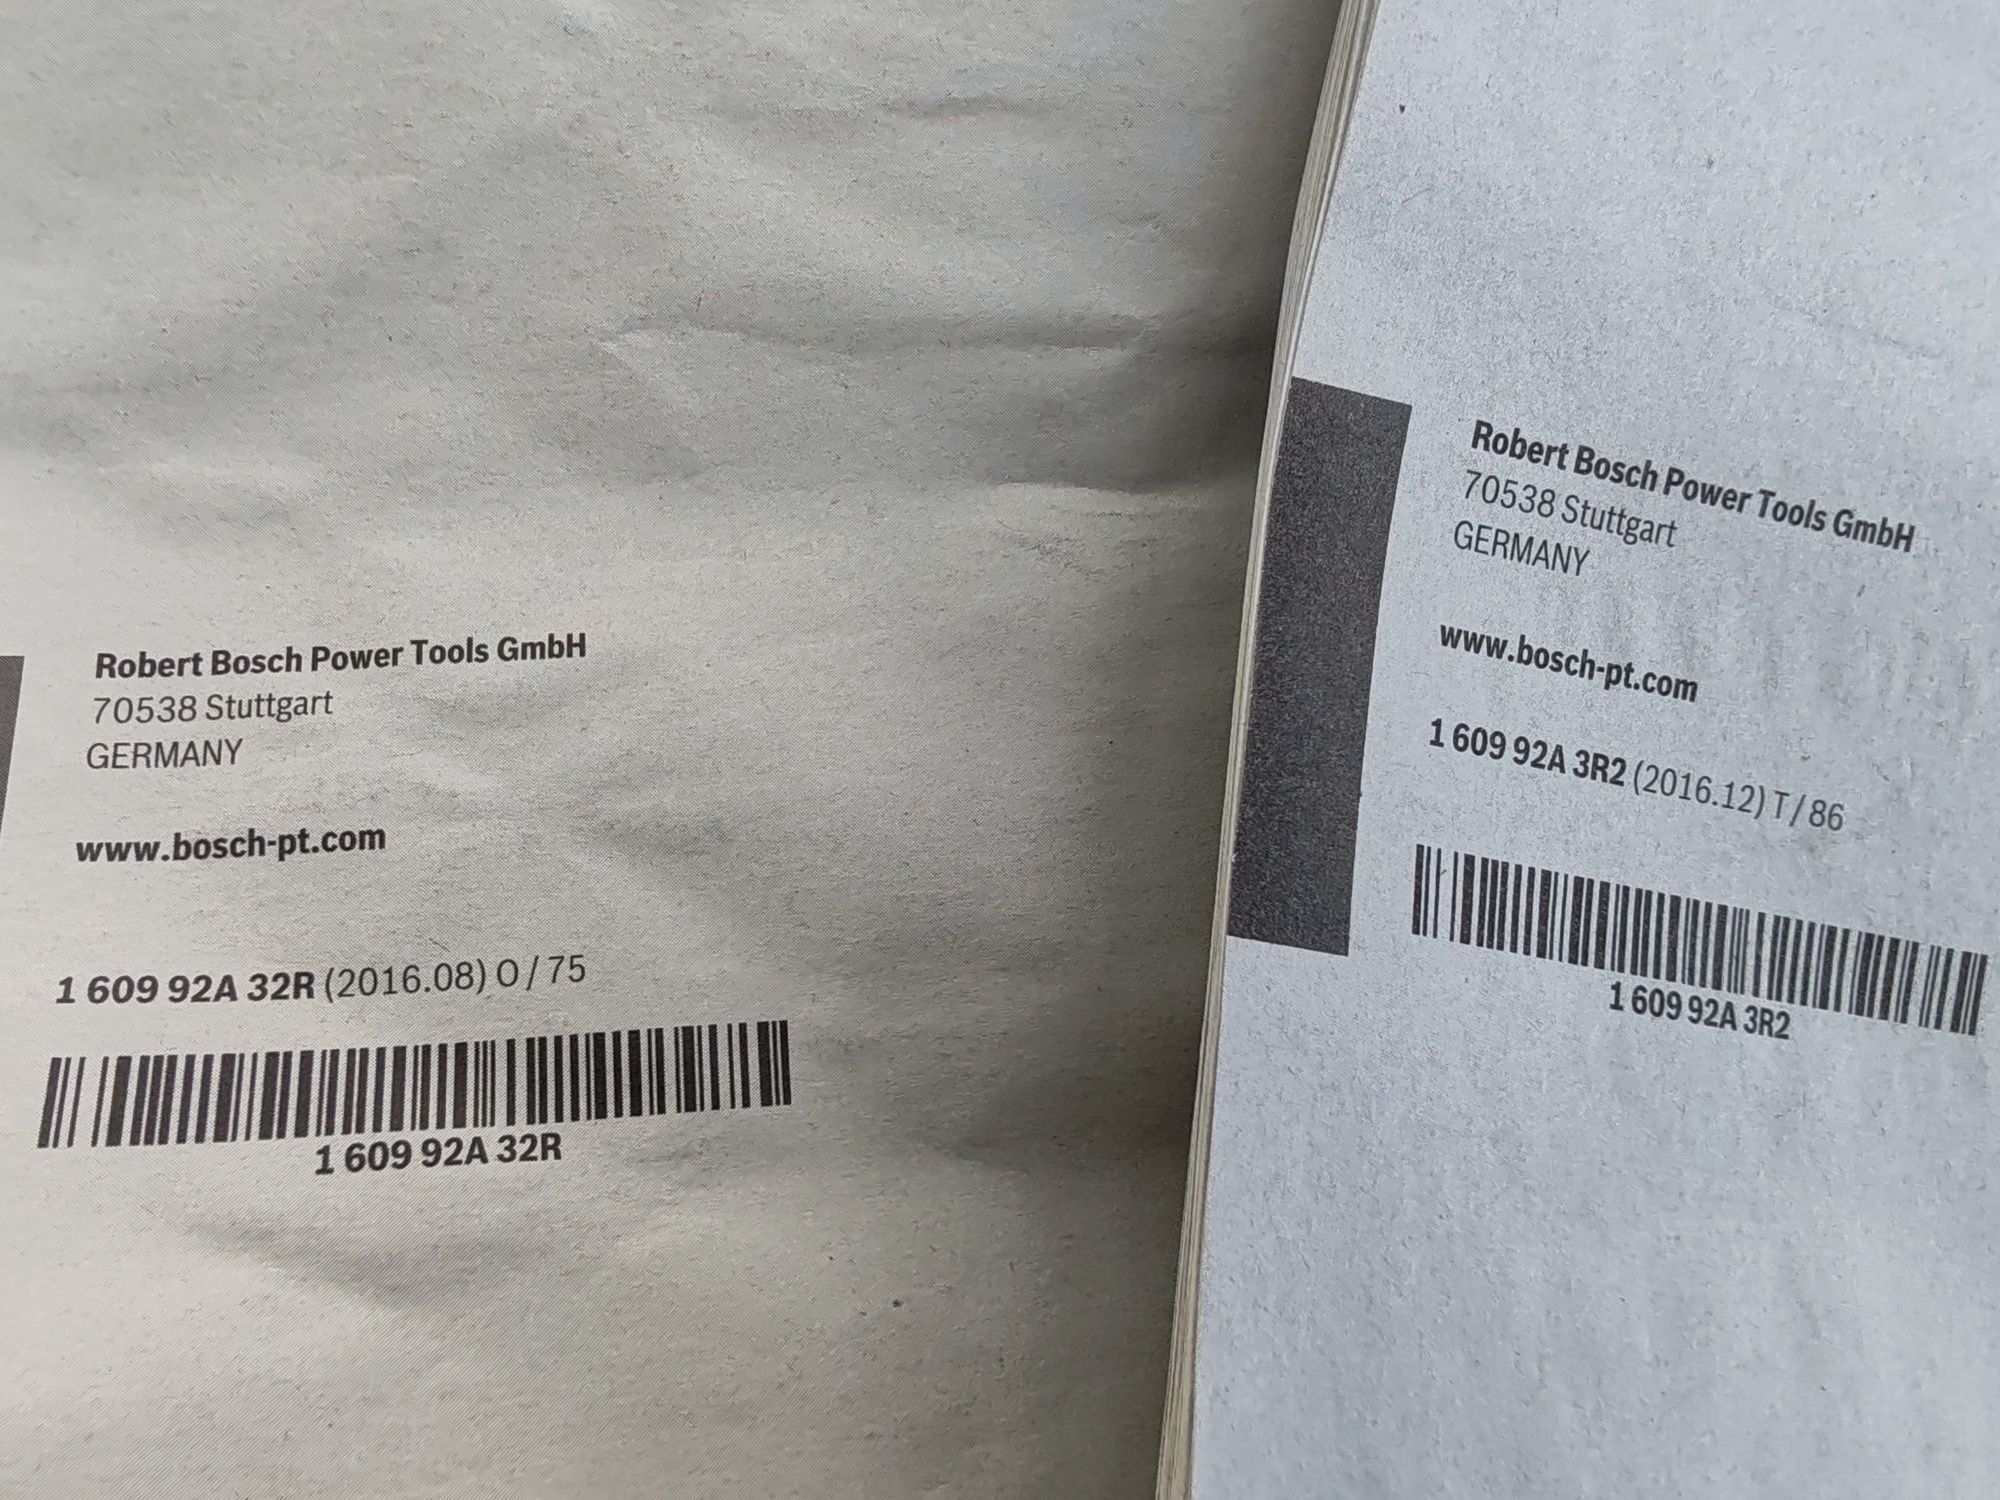 Robert Bosch Power Tools GmbH
70538 Stuttgart
GERMANY
www.bosch-pt.com
1 609 92A 32R (2016.08) O / 75
1 609 92A 32R
Robert Bosch Power Tools GmbH
70538 Stuttgart
GERMANY
www.bosch-pt.com
1 609 92A 3R2 (2016.12) T / 86
1 609 92A 3R2